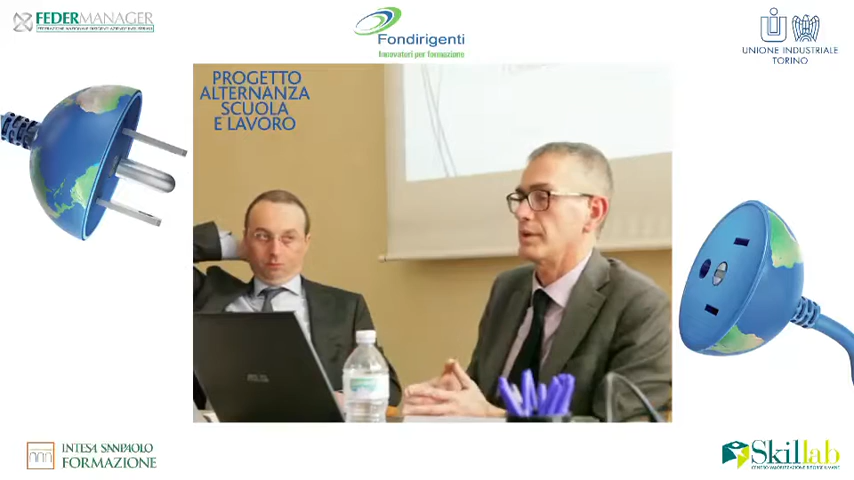 FEDERMANAGER
Fondirigenti
Innovatori per formazione
UNIONE INDUSTRIALE
TORINO
PROGETTO
ALTERNANZA
SCUOLA
E LAVORO
INTESA SANPAOLO
FORMAZIONE
Skillab